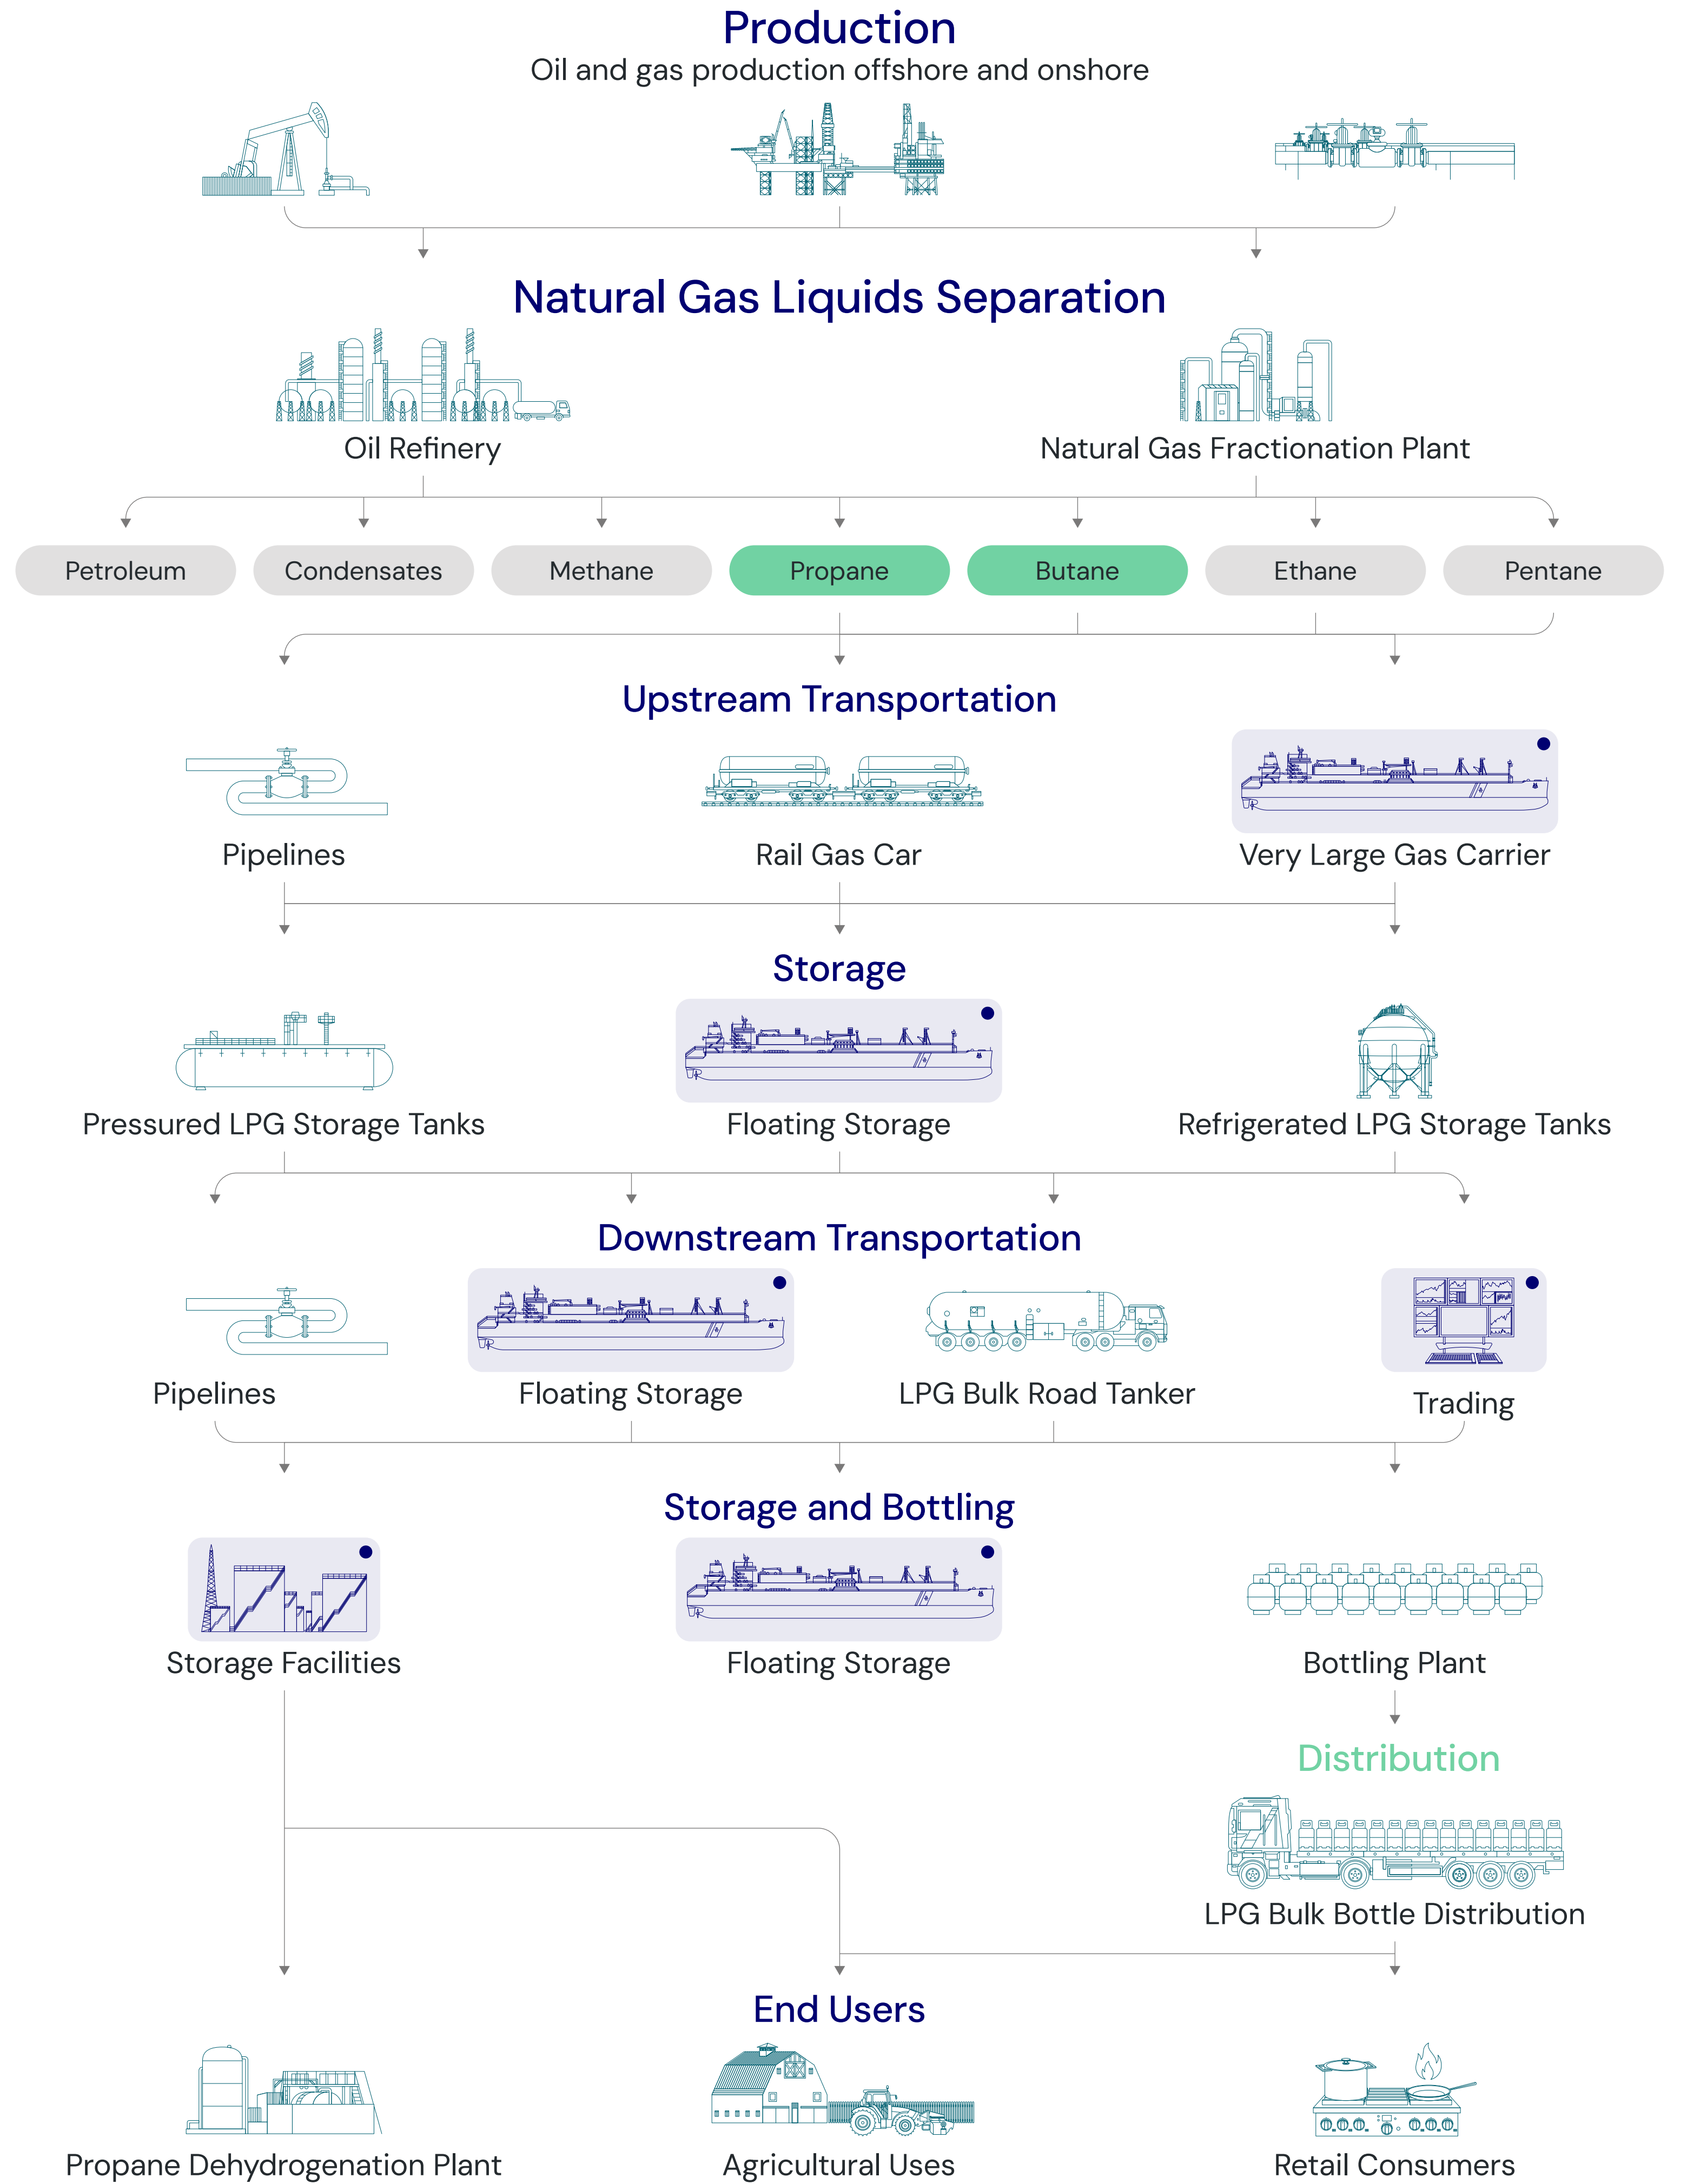 Production
Oil and gas production offshore and onshore
Natural Gas Liquids Separation
Oil Refinery
Natural Gas Fractionation Plant
Petroleum
Condensates
Methane
Propane
Butane
Ethane
Pentane
Upstream Transportation
Pipelines
Rail Gas Car
Very Large Gas Carrier
Storage
Pressured LPG Storage Tanks
Floating Storage
Refrigerated LPG Storage Tanks
Downstream Transportation
Pipelines
Floating Storage
LPG Bulk Road Tanker
Trading
Storage and Bottling
Storage Facilities
Floating Storage
Bottling Plant
Distribution
LPG Bulk Bottle Distribution
End Users
Propane Dehydrogenation Plant
Agricultural Uses
Retail Consumers